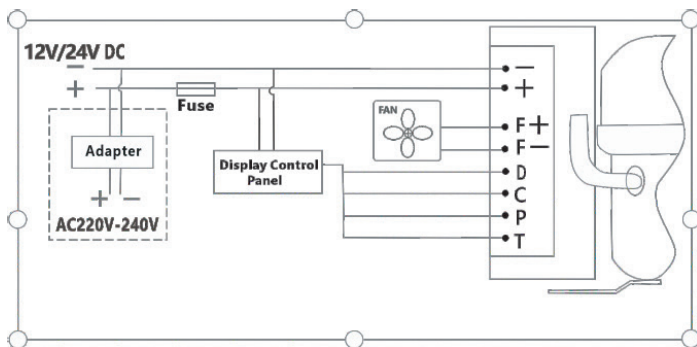 12V/24V DC
−
+
Fuse
Adapter
+ −
AC220V-240V
FAN
Display Control
Panel
−
+
F+
F−
D
C
P
T